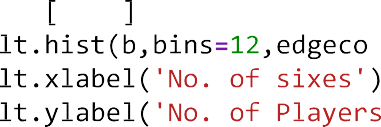 [ ]
lt.hist(b,bins=12,edgeco
lt.xlabel('No. of sixes')
lt.ylabel('No. of Players